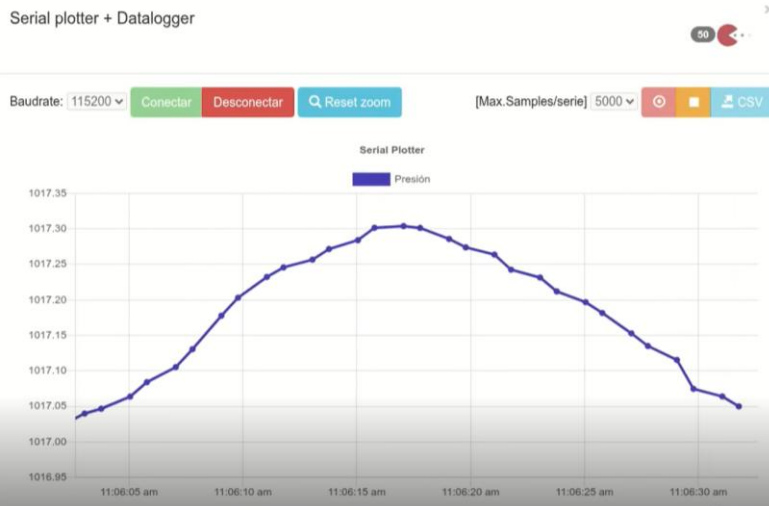 Serial plotter + Datalogger
50
Baudrate: 115200 Conectar Desconectar Reset zoom [Max.Samples/serie] 5000 CSV
Serial Plotter
Presión
1017.35
1017.30
1017.25
1017.20
1017.15
1017.10
1017.05
1017.00
1016.95
11:06:05 am 11:06:10 am 11:06:15 am 11:06:20 am 11:06:25 am 11:06:30 am